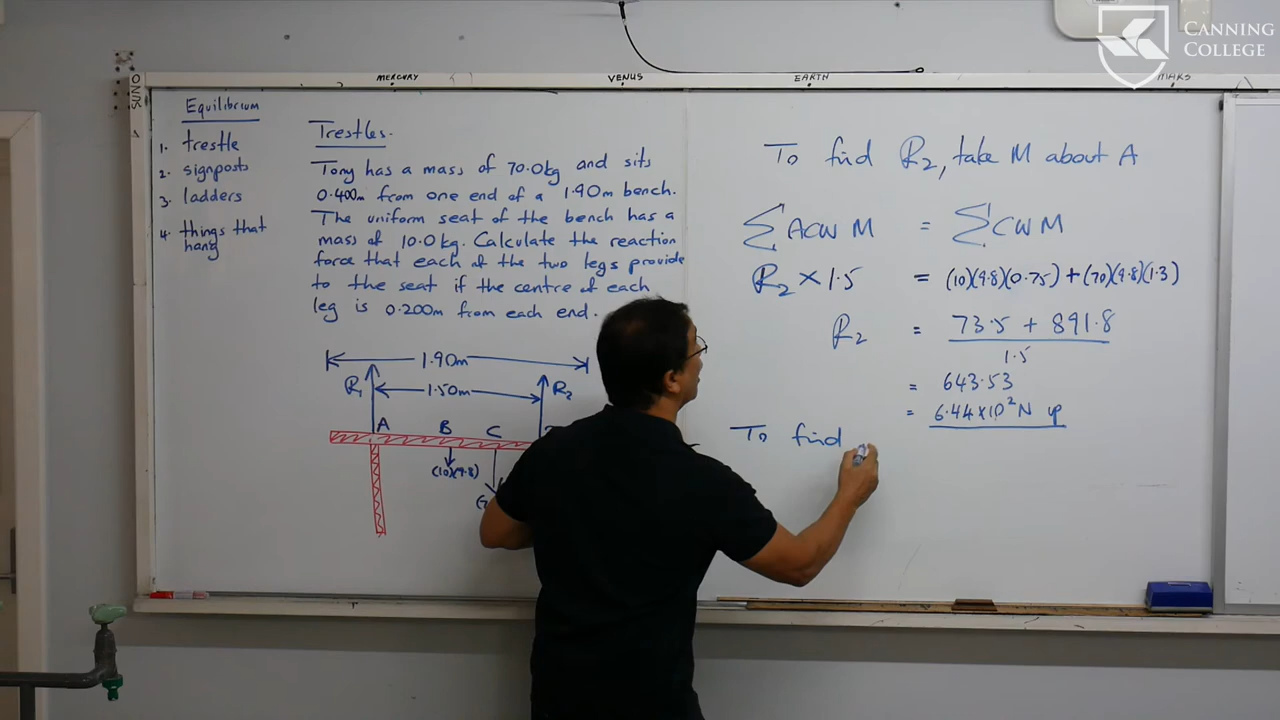 CANNING
COLLEGE
MERCURY
VENUS
EARTH
MARS
Equilibrium
1. trestle
2. signposts
3. ladders
4. things that
hang
Trestles.
Tony has a mass of 70.0kg and sits
0.400m from one end of a 1.90m bench.
The uniform seat of the bench has a
mass of 10.0kg. Calculate the reaction
force that each of the two legs provide
to the seat if the centre of each
leg is 0.200m from each end.
1.90m
R₁ 1.50m R₂
A B C
(10)(9.8)
To find R₂, take M about A
∑ ACW M = ∑ CW M
R₂ × 1.5 = (10)(9.8)(0.75) + (70)(9.8)(1.3)
R₂ = 73.5 + 891.8
1.5
= 643.53
= 6.44×10²N up
To find